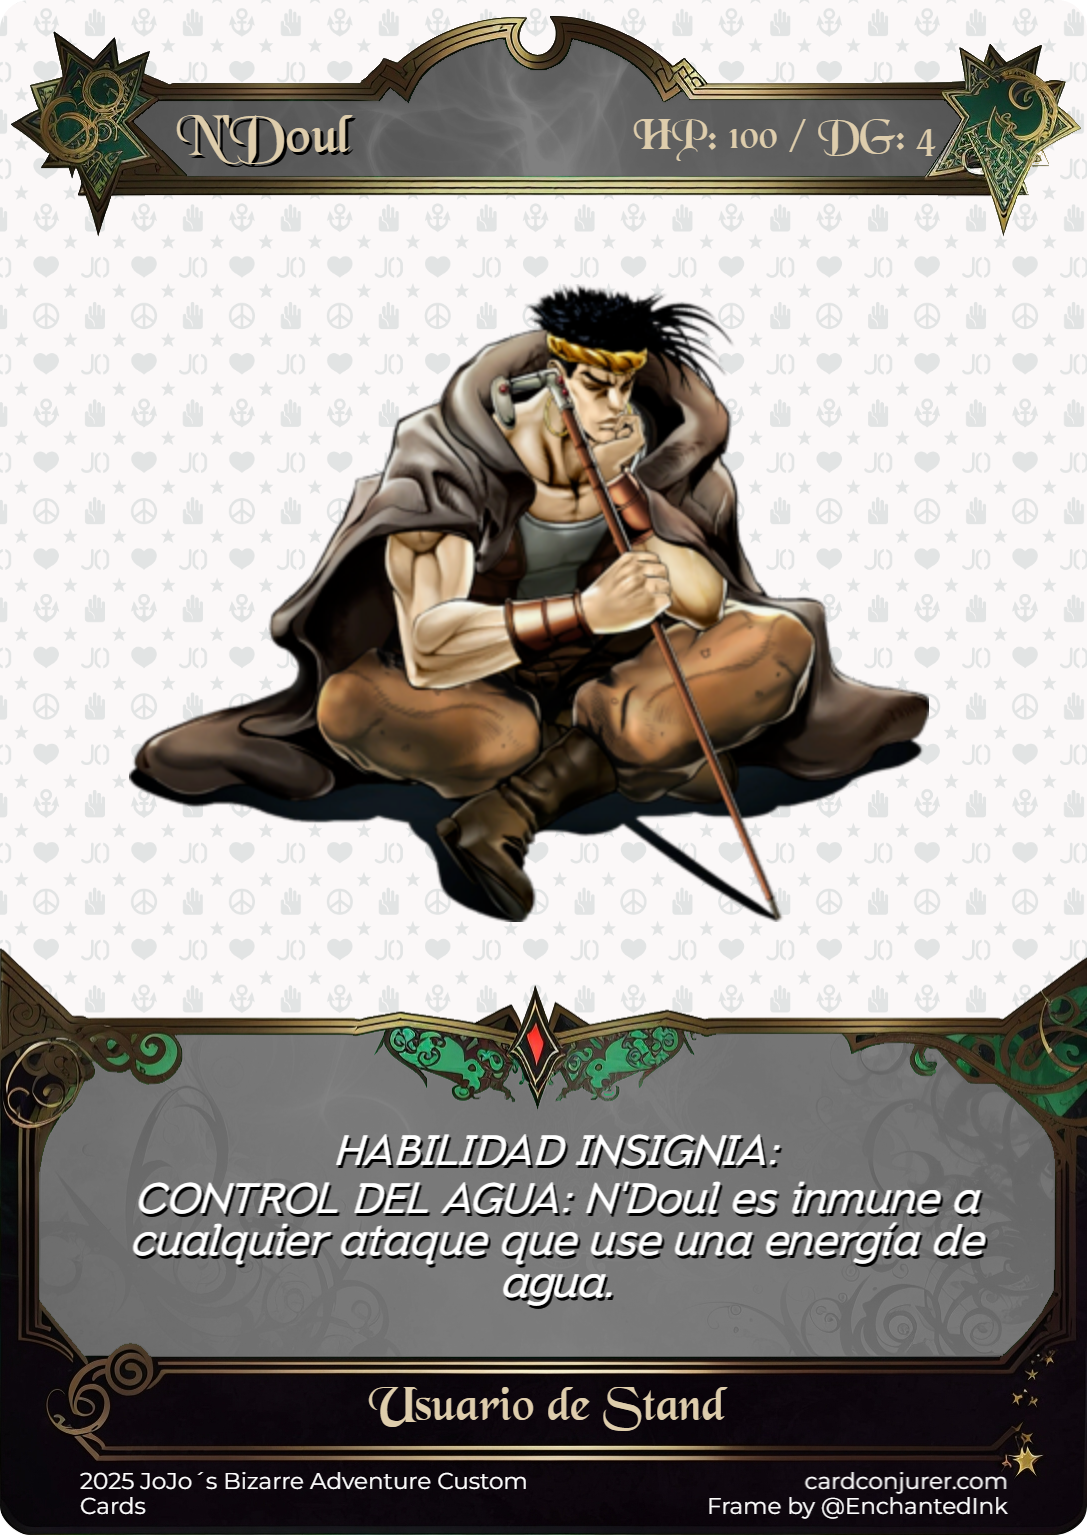 N'Doul
HP: 100 / DG: 4
HABILIDAD INSIGNIA:
CONTROL DEL AGUA: N'Doul es inmune a
cualquier ataque que use una energía de
agua.
Usuario de Stand
2025 JoJo´s Bizarre Adventure Custom
Cards
cardconjurer.com
Frame by @EnchantedInk